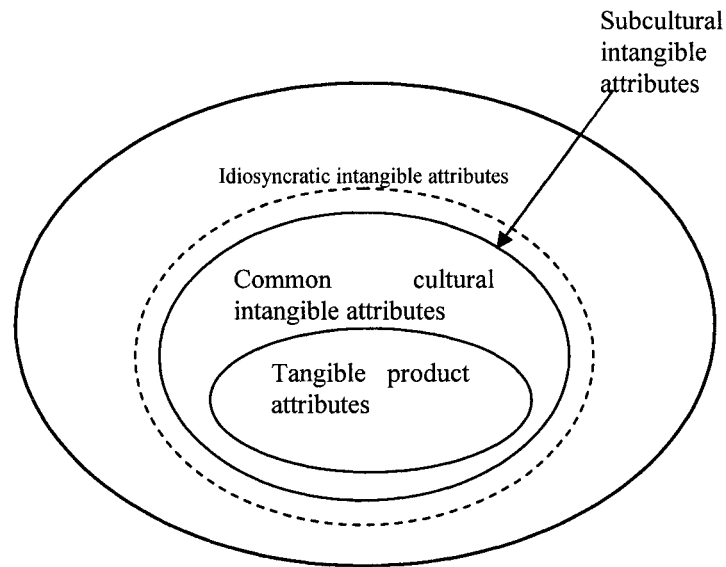 Subcultural
intangible
attributes
Idiosyncratic intangible attributes
Common cultural
intangible attributes
Tangible product
attributes